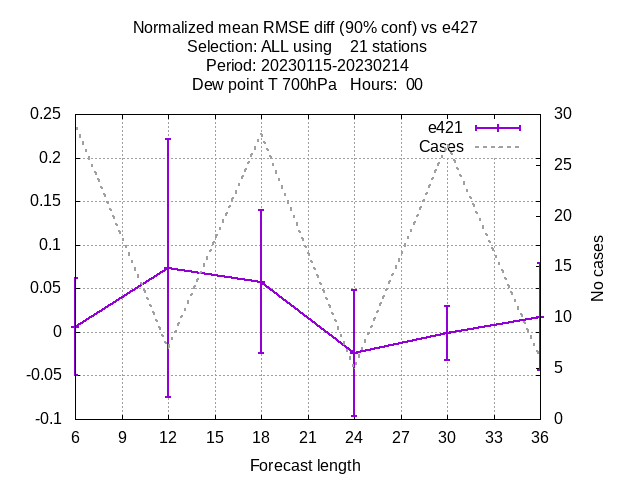 Normalized mean RMSE diff (90% conf) vs e427
Selection: ALL using    21 stations
Period: 20230115-20230214
Dew point T 700hPa   Hours:  00
e421
Cases
0.25
0.2
0.15
0.1
0.05
0
-0.05
-0.1
30
25
20
15
10
5
0
No cases
6 9 12 15 18 21 24 27 30 33 36
Forecast length